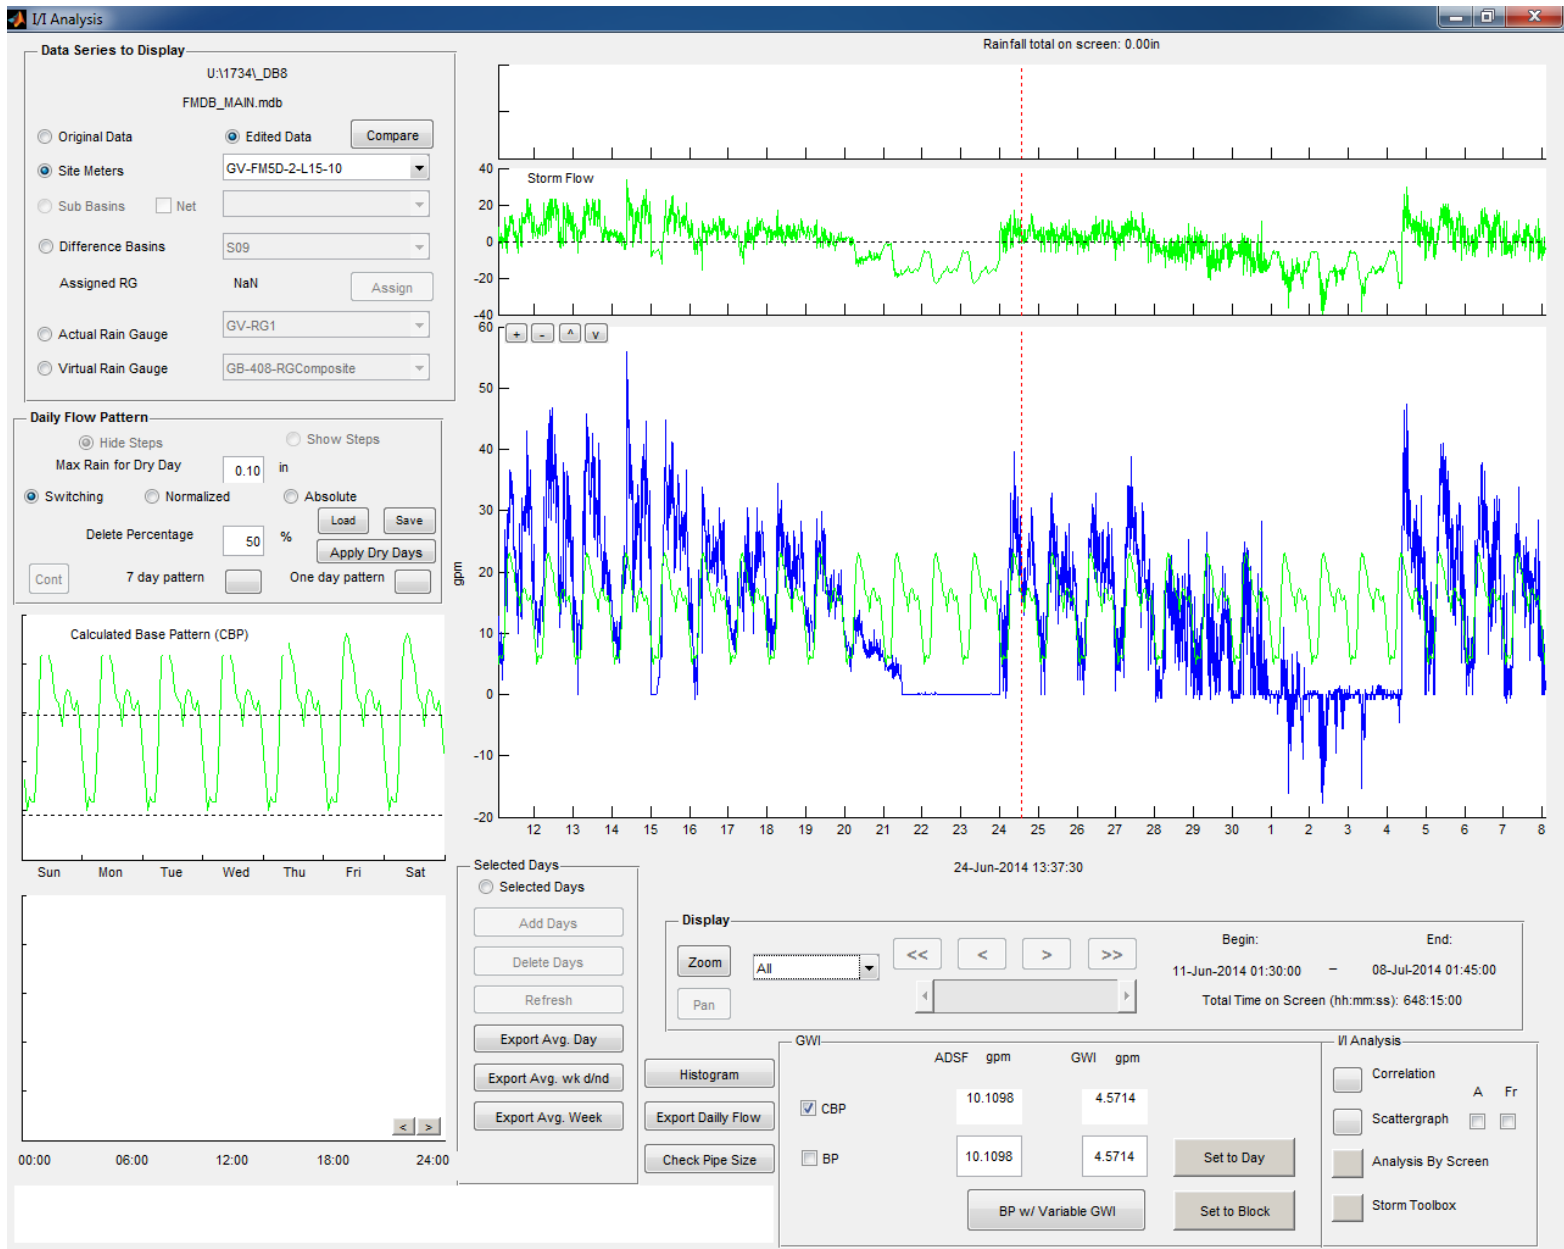 I/I Analysis
Data Series to Display
U:\1734\_DB8
FMDB_MAIN.mdb
Original Data
Edited Data
Compare
Site Meters
GV-FM5D-2-L15-10
Sub Basins
Net
Difference Basins
S09
Assigned RG
NaN
Assign
Actual Rain Gauge
GV-RG1
Virtual Rain Gauge
GB-408-RGComposite
Daily Flow Pattern
Hide Steps
Show Steps
Max Rain for Dry Day
0.10
in
Switching
Normalized
Absolute
Load
Save
Delete Percentage
50
%
Apply Dry Days
Cont
7 day pattern
One day pattern
Calculated Base Pattern (CBP)
Sun Mon Tue Wed Thu Fri Sat
< >
00:00 06:00 12:00 18:00 24:00
Rainfall total on screen: 0.00in
Storm Flow
40
20
0
-20
-40
+ - ^ v
60
50
40
30
20
10
0
-10
-20
gpm
12 13 14 15 16 17 18 19 20 21 22 23 24 25 26 27 28 29 30 1 2 3 4 5 6 7 8
24-Jun-2014 13:37:30
Selected Days
Selected Days
Add Days
Delete Days
Refresh
Export Avg. Day
Export Avg. wk d/nd
Export Avg. Week
Histogram
Export Dailly Flow
Check Pipe Size
Display
Zoom
All
<< < > >>
Pan
Begin:
End:
11-Jun-2014 01:30:00 – 08-Jul-2014 01:45:00
Total Time on Screen (hh:mm:ss): 648:15:00
GWI
ADSF gpm
GWI gpm
CBP
10.1098
4.5714
BP
10.1098
4.5714
Set to Day
BP w/ Variable GWI
Set to Block
I/I Analysis
Correlation
A Fr
Scattergraph
Analysis By Screen
Storm Toolbox